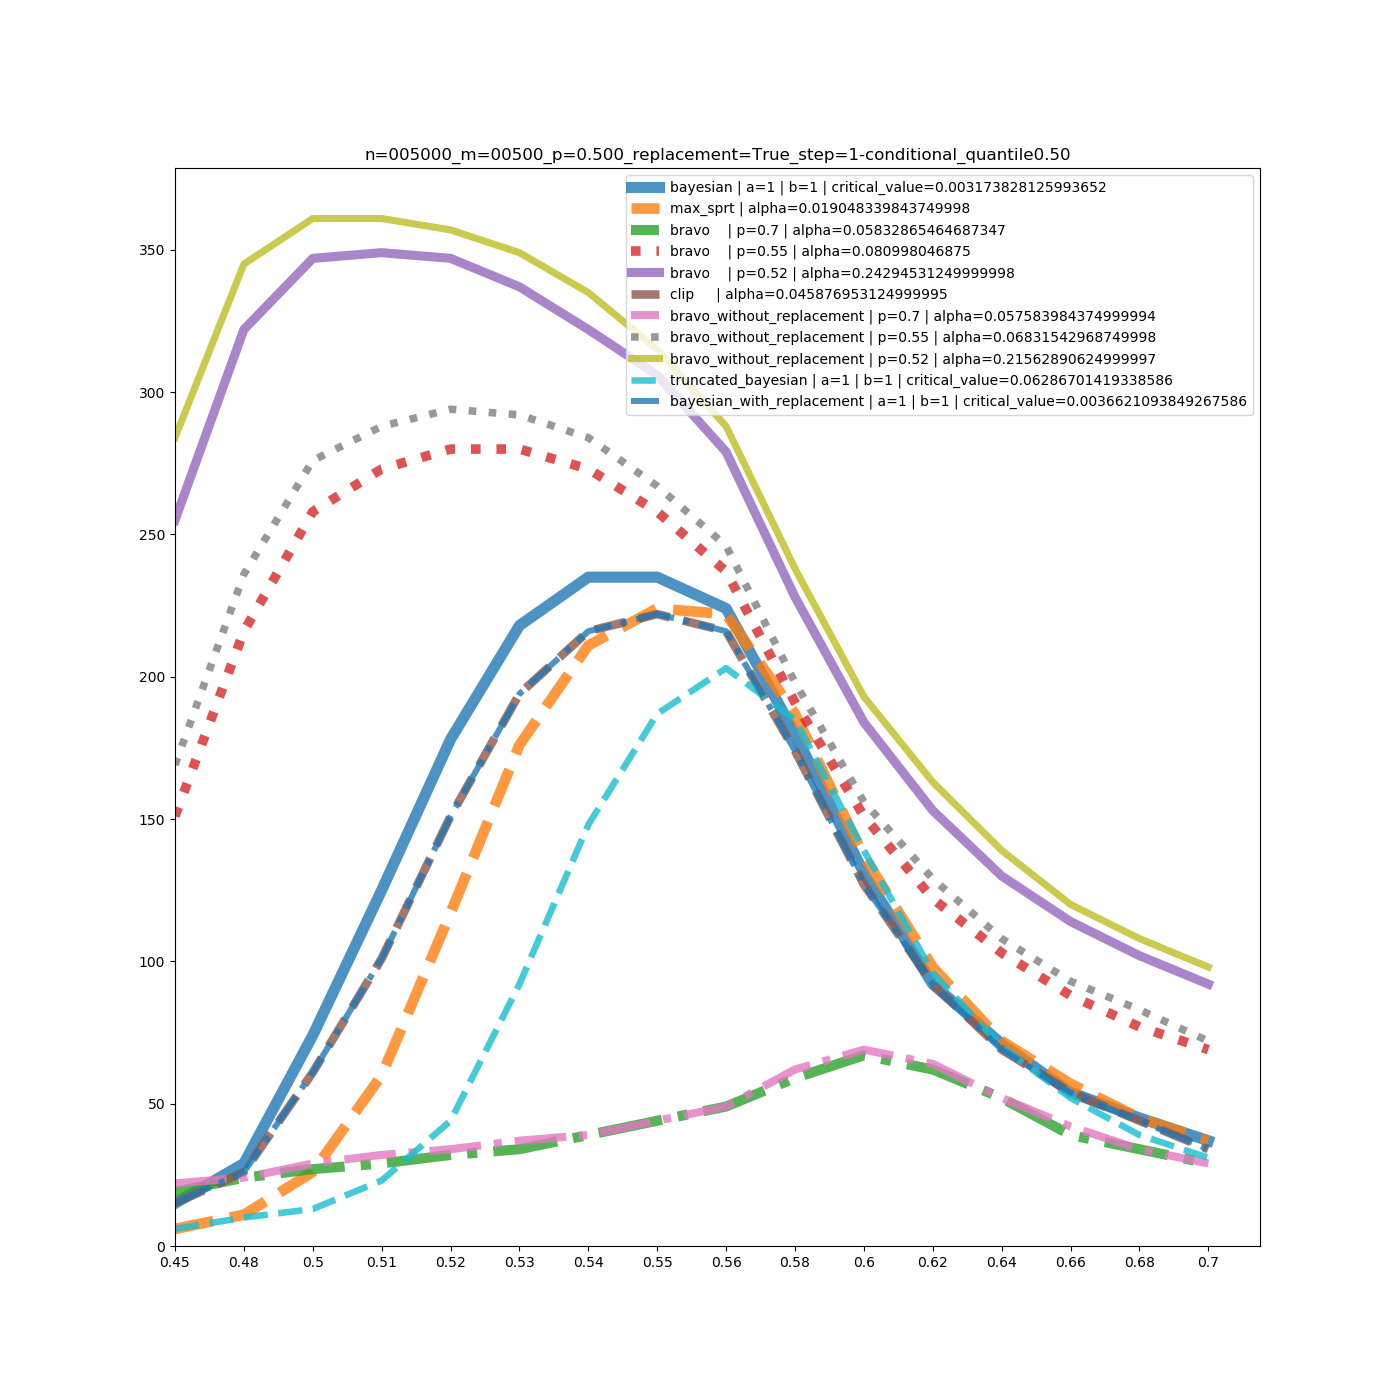 n=005000_m=00500_p=0.500_replacement=True_step=1-conditional_quantile0.50
bayesian | a=1 | b=1 | critical_value=0.003173828125993652
max_sprt | alpha=0.019048339843749998
bravo | p=0.7 | alpha=0.05832865464687347
bravo | p=0.55 | alpha=0.080998046875
bravo | p=0.52 | alpha=0.24294531249999998
clip | alpha=0.045876953124999995
bravo_without_replacement | p=0.7 | alpha=0.057583984374999994
bravo_without_replacement | p=0.55 | alpha=0.06831542968749998
bravo_without_replacement | p=0.52 | alpha=0.21562890624999997
truncated_bayesian | a=1 | b=1 | critical_value=0.06286701419338586
bayesian_with_replacement | a=1 | b=1 | critical_value=0.0036621093849267586
350
300
250
200
150
100
50
0
0.45 0.48 0.5 0.51 0.52 0.53 0.54 0.55 0.56 0.58 0.6 0.62 0.64 0.66 0.68 0.7